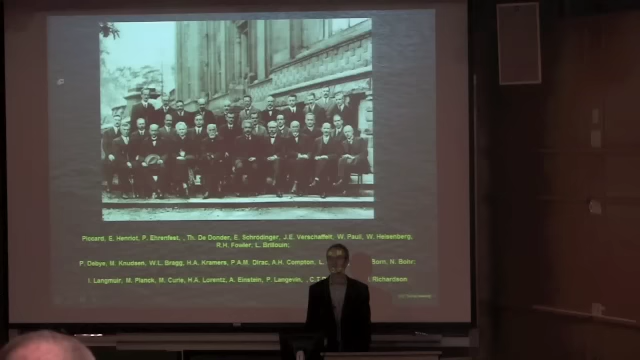 Piccard, E. Henriot, P. Ehrenfest, , Th. De Donder, E. Schrödinger, J.E. Verschaffelt, W. Pauli, W. Heisenberg,
R.H. Fowler, L. Brillouin;
P. Debye, M. Knudsen, W.L. Bragg, H.A. Kramers, P.A.M. Dirac, A.H. Compton, L. Born, N. Bohr;
I. Langmuir, M. Planck, M. Curie, H.A. Lorentz, A. Einstein, P. Langevin, Richardson